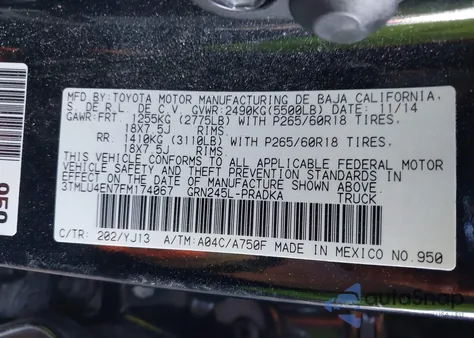 MFD BY: TOYOTA MOTOR MANUFACTURING DE BAJA CALIFORNIA,
S. DE R.L. DE C.V. GVWR: 2490KG(5500LB) DATE: 11/14
GAWR: FRT 1255KG (2775LB) WITH P265/60R18 TIRES,
18X7.5J RIMS
RR 1410KG (3110LB) WITH P265/60R18 TIRES,
18X7.5J RIMS
THIS VEHICLE CONFORMS TO ALL APPLICABLE FEDERAL MOTOR
VEHICLE SAFETY AND THEFT PREVENTION STANDARDS IN
EFFECT ON THE DATE OF MANUFACTURE SHOWN ABOVE.
3TMLU4EN7FM174067 GRN245L-PRADKA TRUCK
C/TR: 202/YJ13 A/TM: A04C/A750F MADE IN MEXICO NO.950
autoSnap